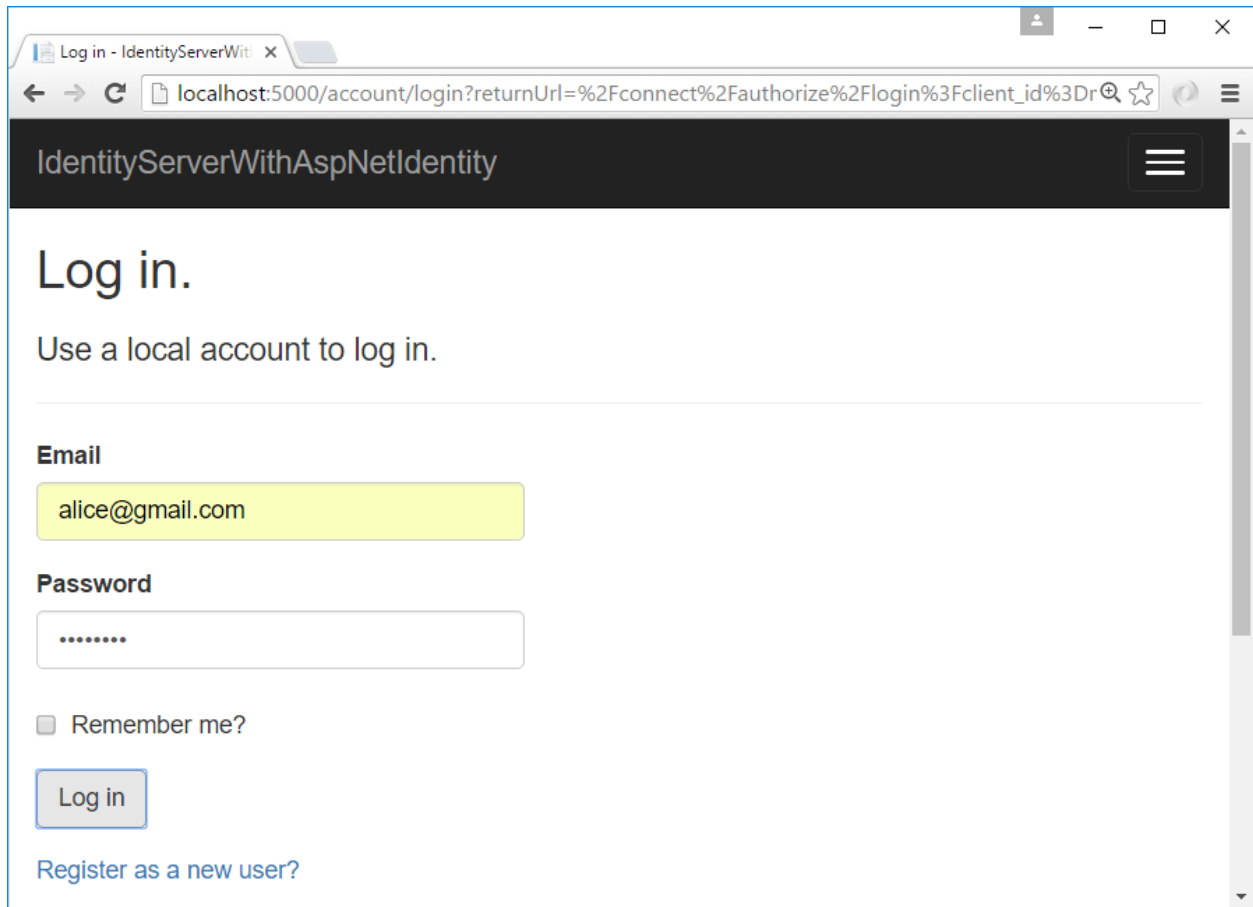 Log in - IdentityServerWit
localhost:5000/account/login?returnUrl=%2Fconnect%2Fauthorize%2Flogin%3Fclient_id%3Dr
IdentityServerWithAspNetIdentity
Log in.
Use a local account to log in.
Email
alice@gmail.com
Password
••••••••
Remember me?
Log in
Register as a new user?